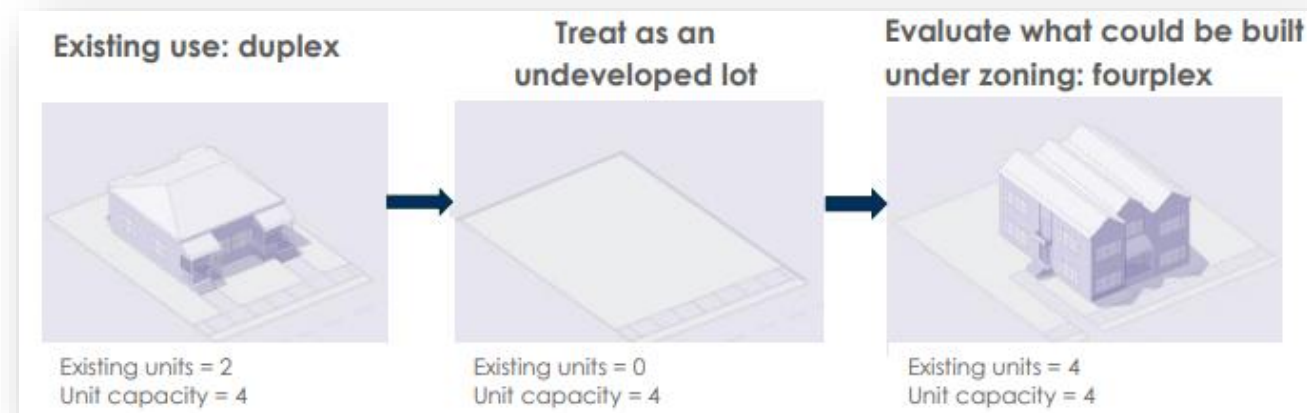 Existing use: duplex
Treat as an
undeveloped lot
Evaluate what could be built
under zoning: fourplex
Existing units = 2
Unit capacity = 4
Existing units = 0
Unit capacity = 4
Existing units = 4
Unit capacity = 4